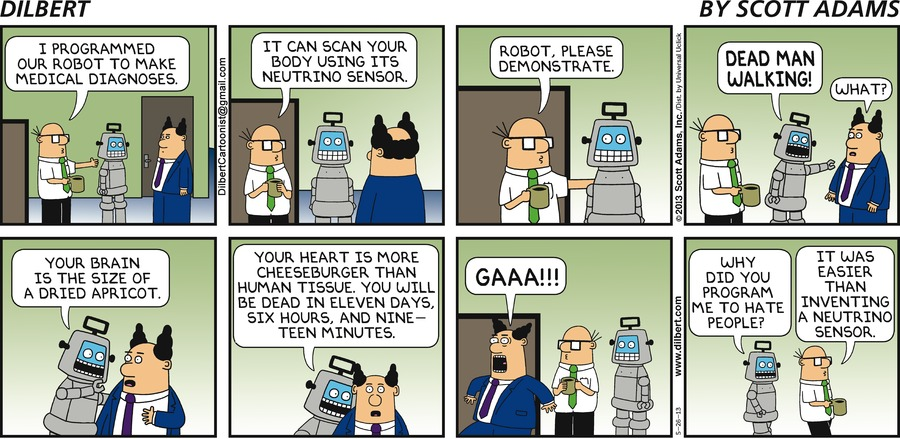 DILBERT
BY SCOTT ADAMS
I PROGRAMMED
OUR ROBOT TO MAKE
MEDICAL DIAGNOSES.
DilbertCartoonist@gmail.com
IT CAN SCAN YOUR
BODY USING ITS
NEUTRINO SENSOR.
ROBOT, PLEASE
DEMONSTRATE.
©2013 Scott Adams, Inc./Dist. by Universal Uclick
DEAD MAN
WALKING!
WHAT?
YOUR BRAIN
IS THE SIZE OF
A DRIED APRICOT.
YOUR HEART IS MORE
CHEESEBURGER THAN
HUMAN TISSUE. YOU WILL
BE DEAD IN ELEVEN DAYS,
SIX HOURS, AND NINE—
TEEN MINUTES.
GAAA!!!
5-26-13
www.dilbert.com
WHY
DID YOU
PROGRAM
ME TO HATE
PEOPLE?
IT WAS
EASIER
THAN
INVENTING
A NEUTRINO
SENSOR.